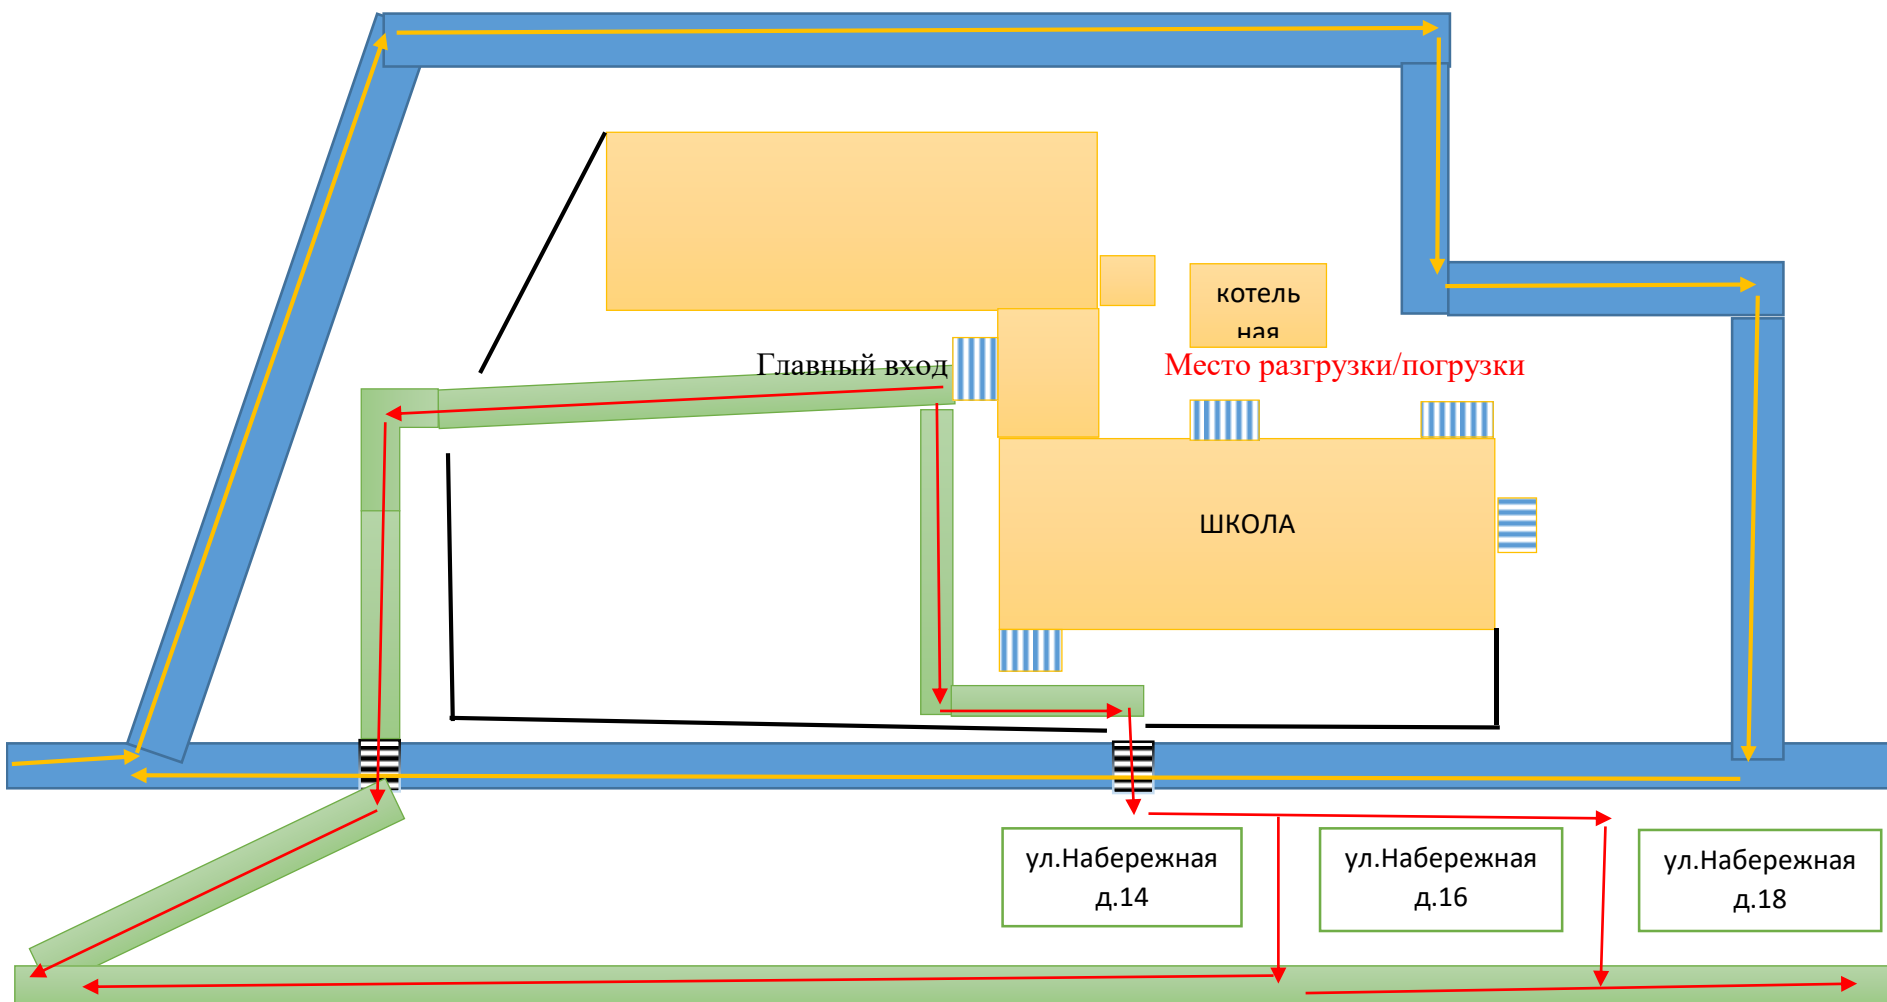 котель
ная
Главный вход
Место разгрузки/погрузки
ШКОЛА
ул.Набережная
д.14
ул.Набережная
д.16
ул.Набережная
д.18